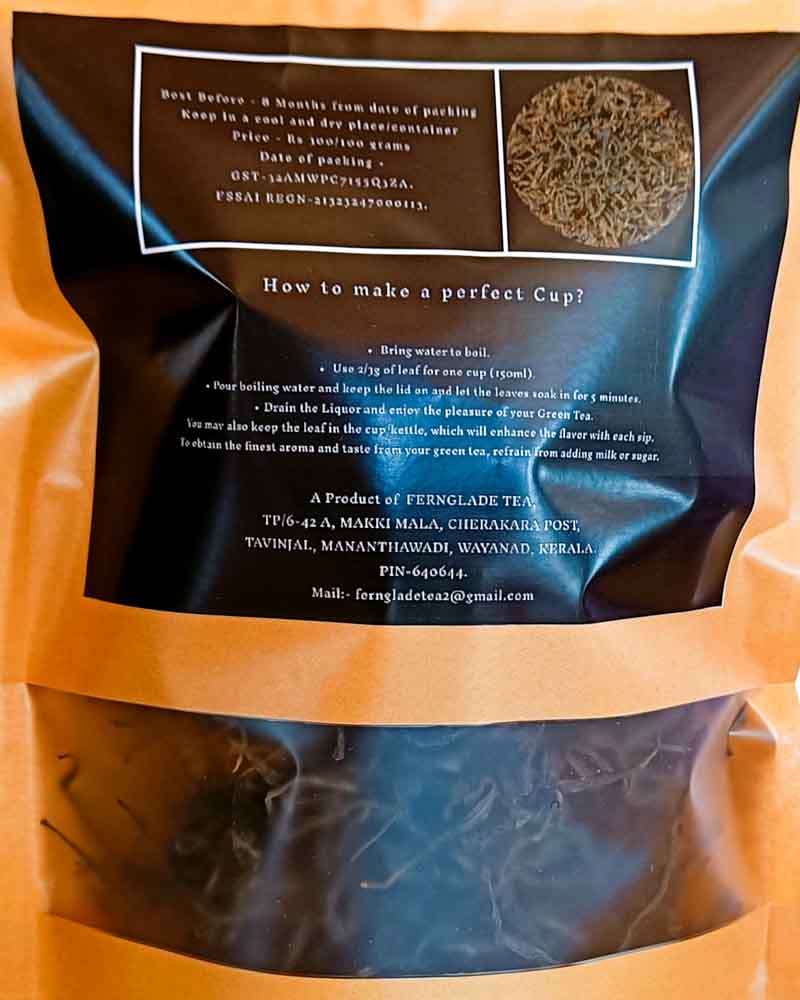 Best Before - 8 Months from date of packing
Keep in a cool and dry place/container
Price - Rs 300/100 grams
Date of packing -
GST-32AMWPC7155Q3ZA.
FSSAI REGN-21323247000113.
How to make a perfect Cup?
• Bring water to boil.
• Use 2/3g of leaf for one cup (150ml).
• Pour boiling water and keep the lid on and let the leaves soak in for 5 minutes.
• Drain the Liquor and enjoy the pleasure of your Green Tea.
You may also keep the leaf in the cup/kettle, which will enhance the flavor with each sip.
To obtain the finest aroma and taste from your green tea, refrain from adding milk or sugar.
A Product of FERNGLADE TEA,
TP/6-42 A, MAKKI MALA, CHERAKARA POST,
TAVINJAL, MANANTHAWADI, WAYANAD, KERALA.
PIN-640644.
Mail:- ferngladetea2@gmail.com